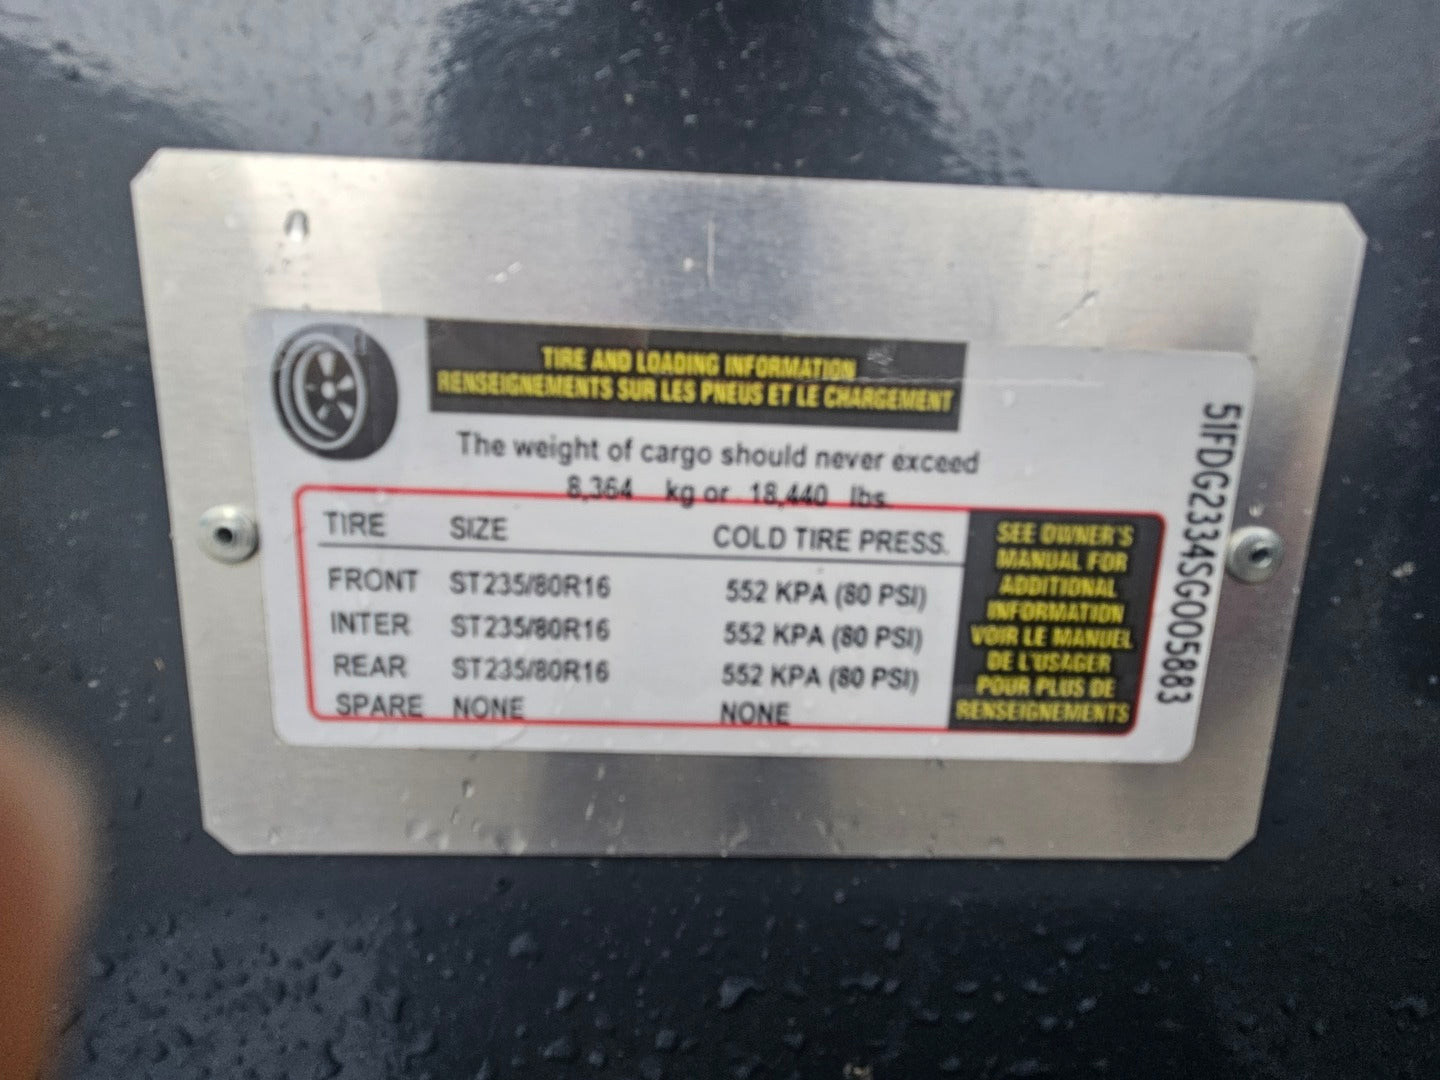 TIRE AND LOADING INFORMATION
RENSEIGNEMENTS SUR LES PNEUS ET LE CHARGEMENT
The weight of cargo should never exceed
8,364 kg or 18,440 lbs.
TIRE SIZE COLD TIRE PRESS.
FRONT ST235/80R16 552 KPA (80 PSI)
INTER ST235/80R16 552 KPA (80 PSI)
REAR ST235/80R16 552 KPA (80 PSI)
SPARE NONE NONE
SEE OWNER'S
MANUAL FOR
ADDITIONAL
INFORMATION
VOIR LE MANUEL
DE L'USAGER
POUR PLUS DE
RENSEIGNEMENTS
51FDG2334SG005883